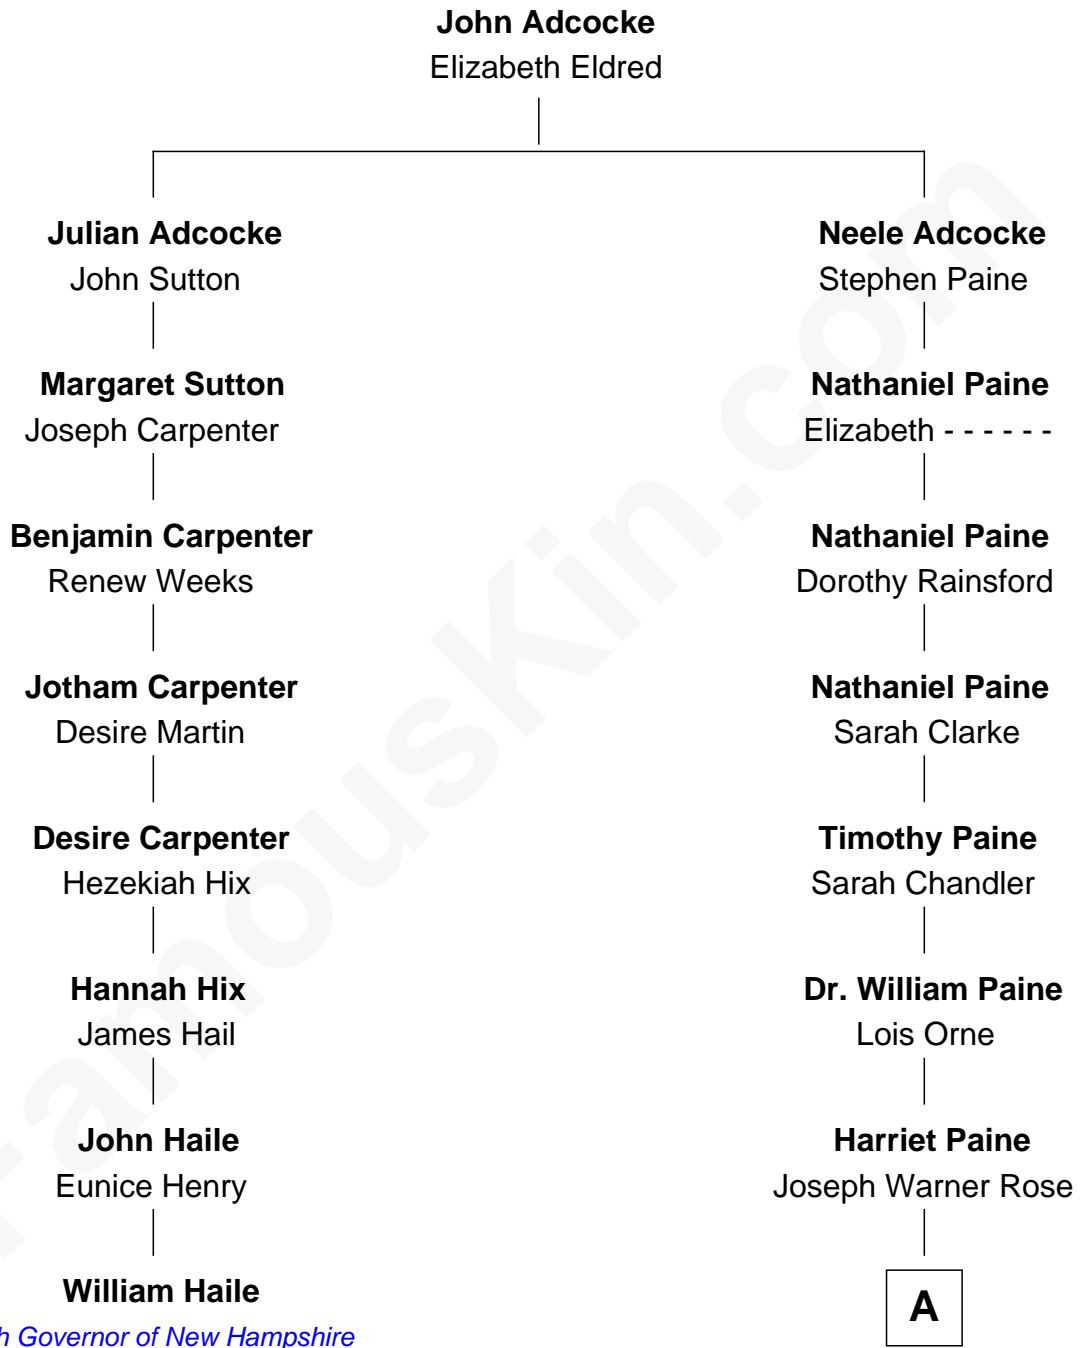 John Adcocke
Elizabeth Eldred
Julian Adcocke
John Sutton
Neele Adcocke
Stephen Paine
Margaret Sutton
Joseph Carpenter
Nathaniel Paine
Elizabeth - - - - - -
Benjamin Carpenter
Renew Weeks
Nathaniel Paine
Dorothy Rainsford
Jotham Carpenter
Desire Martin
Nathaniel Paine
Sarah Clarke
Desire Carpenter
Hezekiah Hix
Timothy Paine
Sarah Chandler
Hannah Hix
James Hail
Dr. William Paine
Lois Orne
John Haile
Eunice Henry
Harriet Paine
Joseph Warner Rose
William Haile
h Governor of New Hampshire
A
FamousKin.com